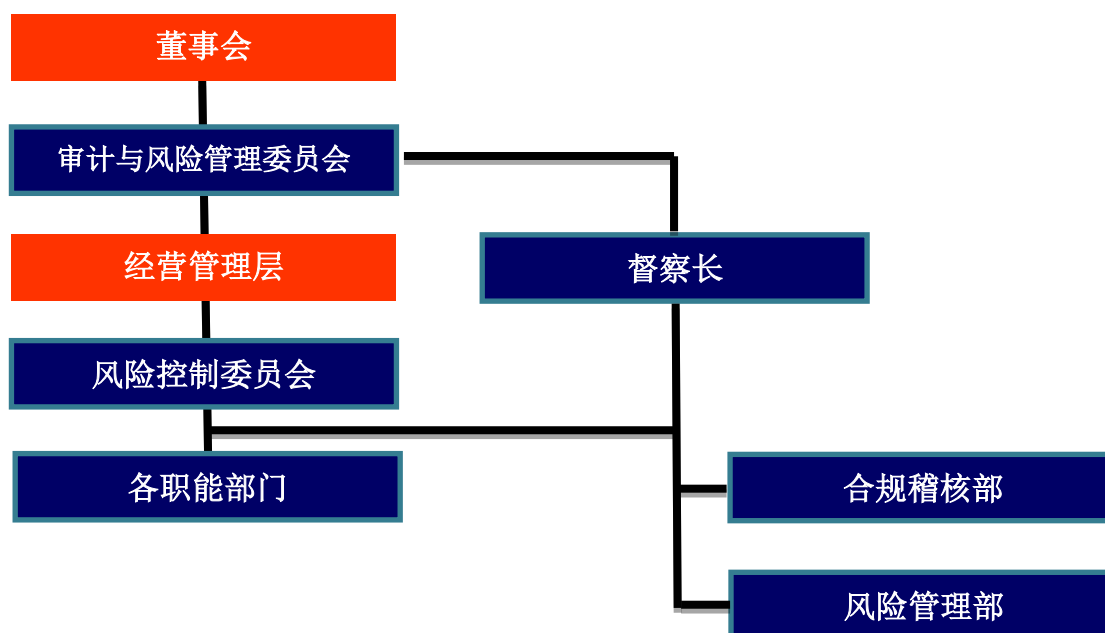 董事会
审计与风险管理委员会
经营管理层
督察长
风险控制委员会
各职能部门
合规稽核部
风险管理部